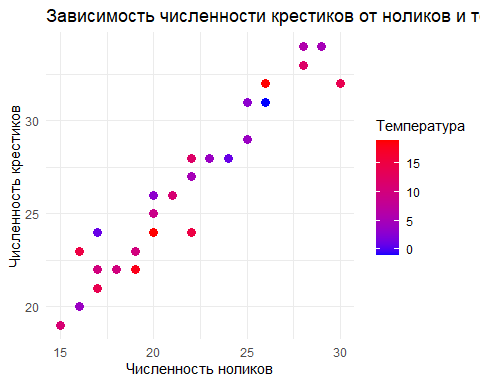 Зависимость численности крестиков от ноликов и т
Численность крестиков
30
25
20
15
20
25
30
Численность ноликов
Температура
15
10
5
0